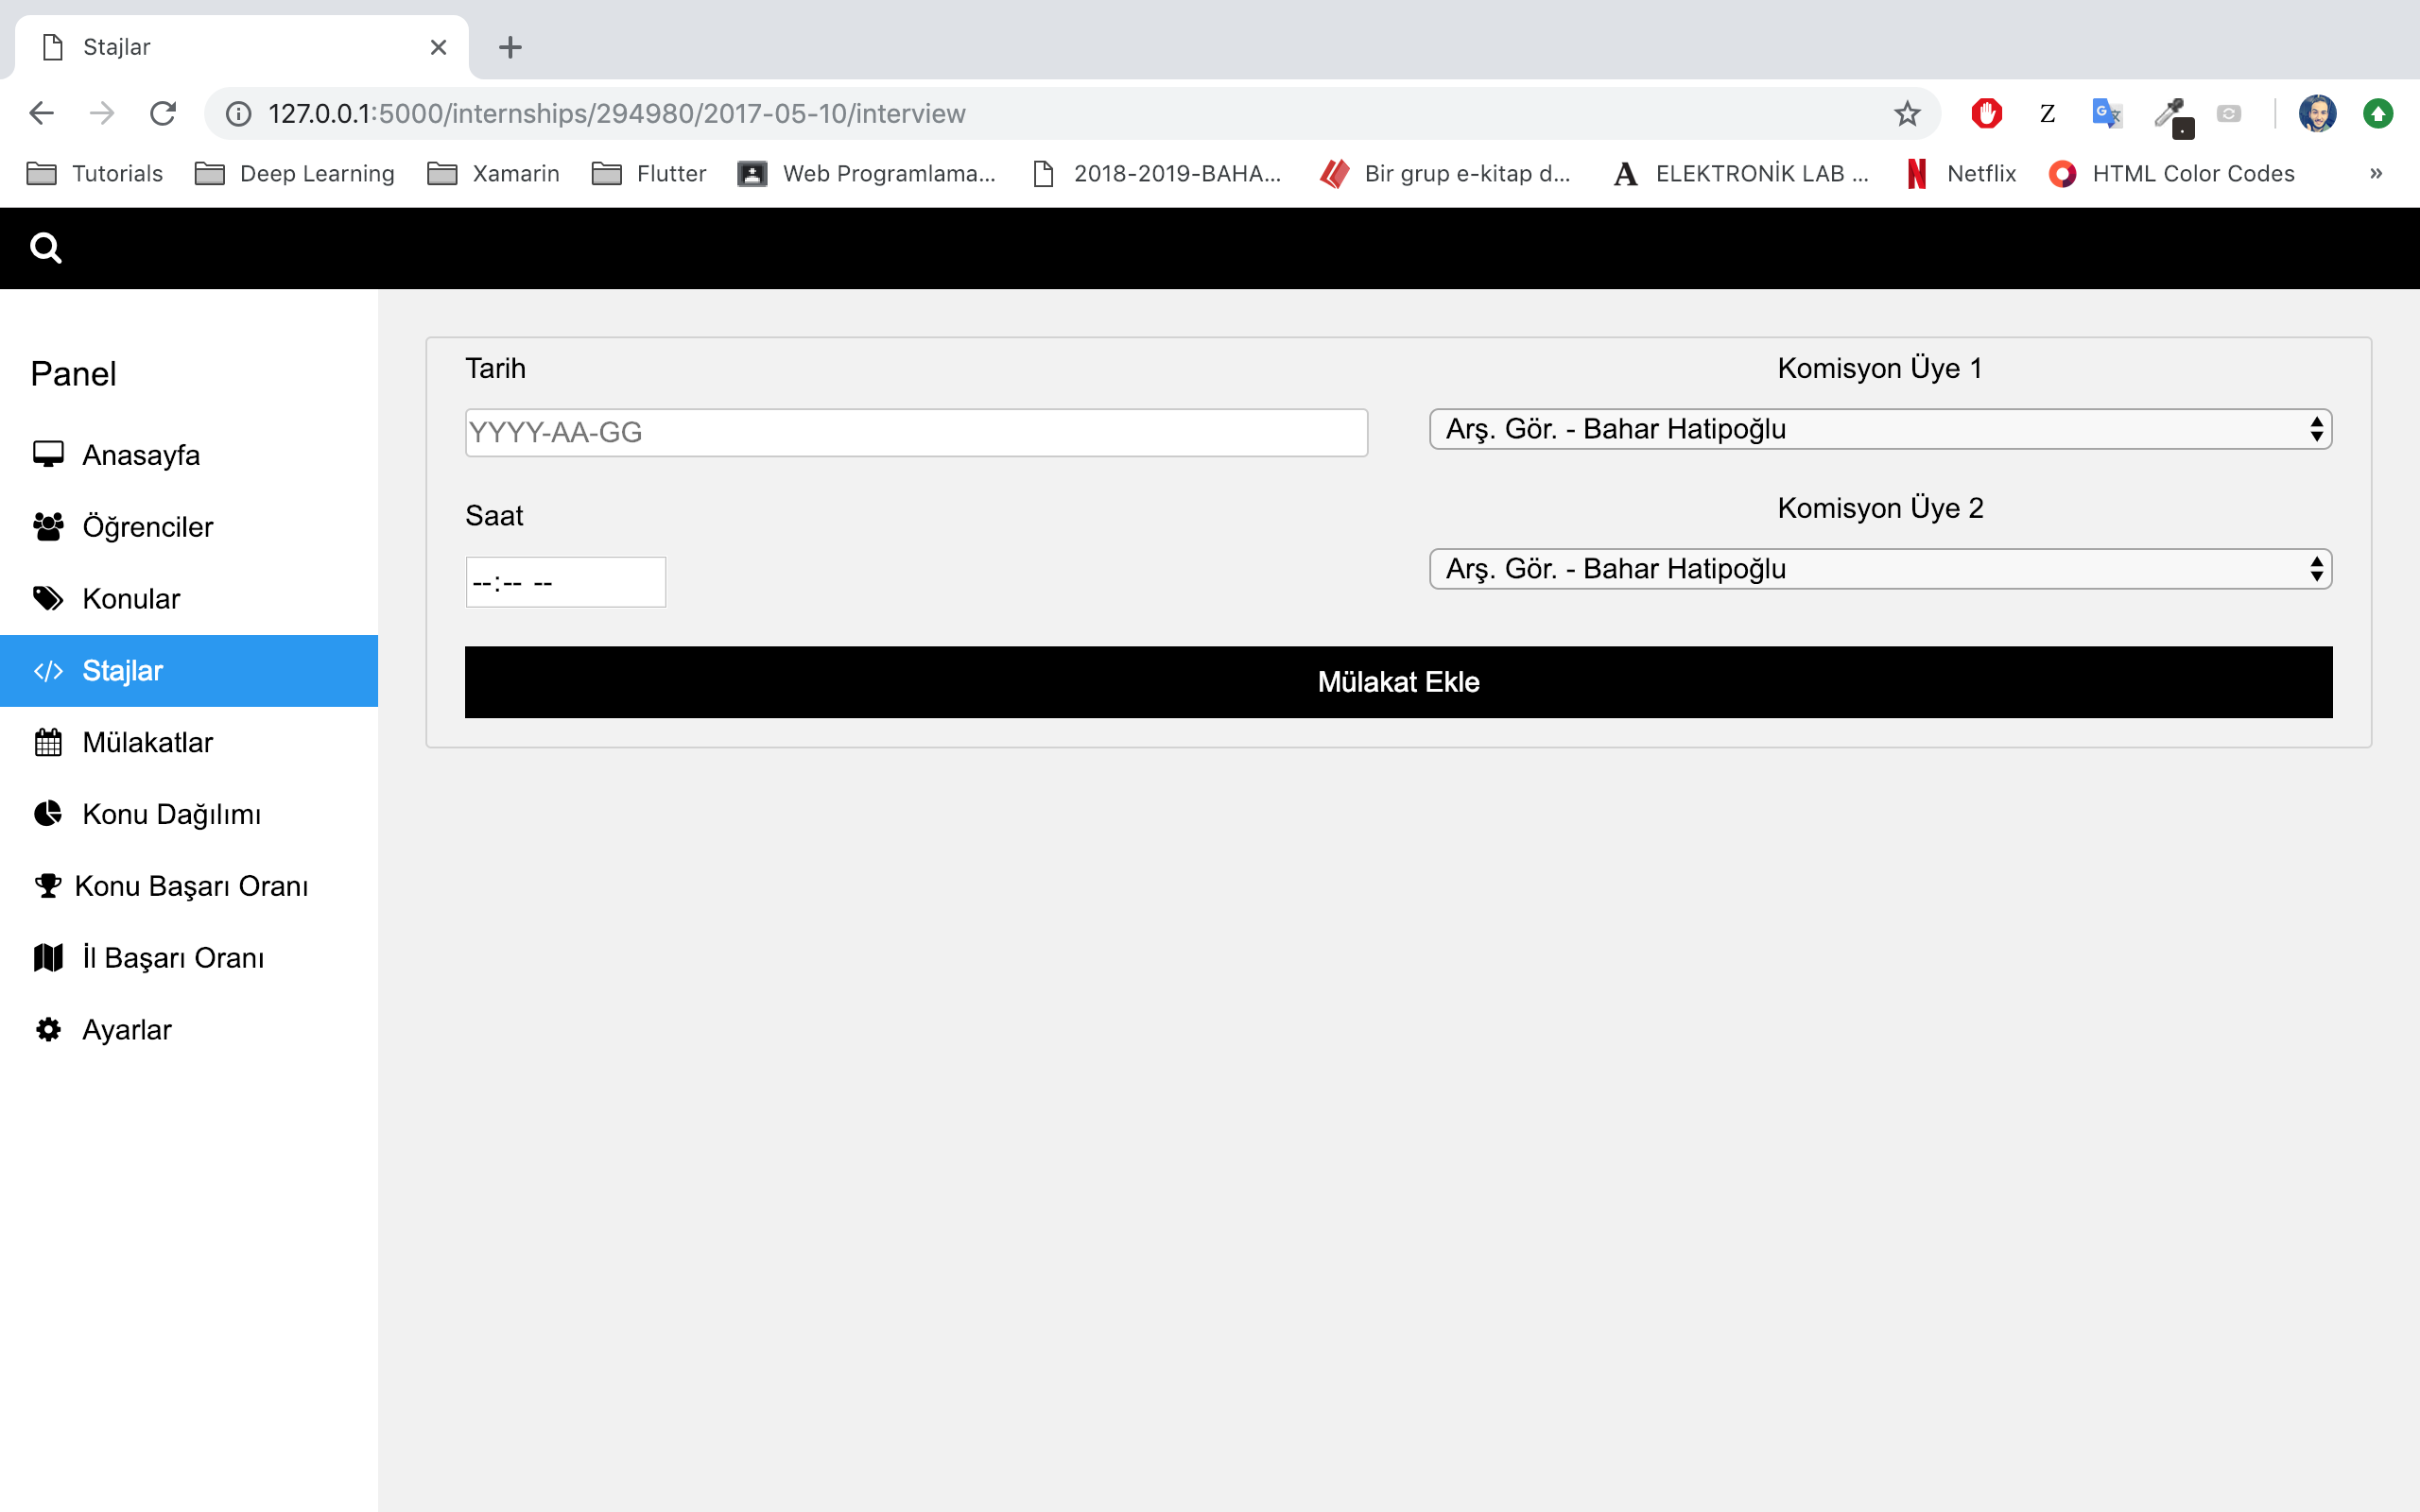 Stajlar
127.0.0.1:5000/internships/294980/2017-05-10/interview
Z
Tutorials Deep Learning Xamarin Flutter Web Programlama... 2018-2019-BAHA... Bir grup e-kitap d... A ELEKTRONİK LAB ... N Netflix HTML Color Codes »
Panel
Anasayfa
Öğrenciler
Konular
Stajlar
Mülakatlar
Konu Dağılımı
Konu Başarı Oranı
İl Başarı Oranı
Ayarlar
Tarih
YYYY-AA-GG
Saat
--:-- --
Komisyon Üye 1
Arş. Gör. - Bahar Hatipoğlu
Komisyon Üye 2
Arş. Gör. - Bahar Hatipoğlu
Mülakat Ekle